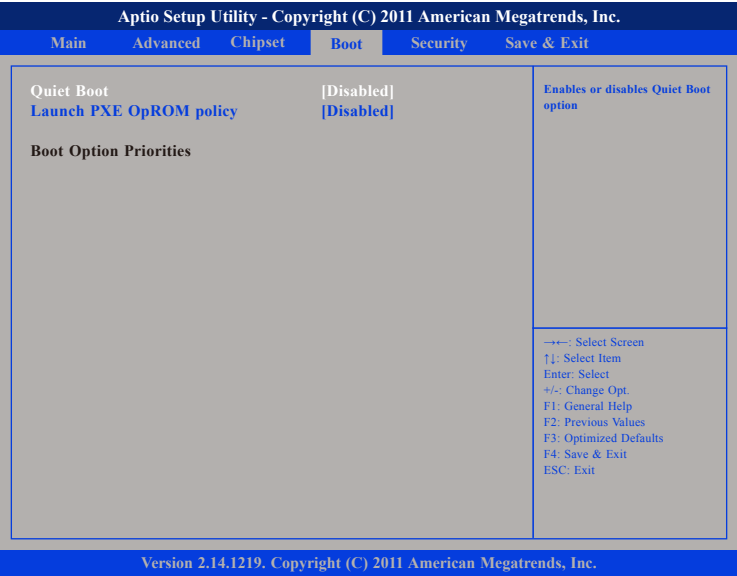 Aptio Setup Utility - Copyright (C) 2011 American Megatrends, Inc.
Main Advanced Chipset Boot Security Save & Exit
Quiet Boot [Disabled]
Launch PXE OpROM policy [Disabled]
Boot Option Priorities
Enables or disables Quiet Boot
option
→←: Select Screen
↑↓: Select Item
Enter: Select
+/-: Change Opt.
F1: General Help
F2: Previous Values
F3: Optimized Defaults
F4: Save & Exit
ESC: Exit
Version 2.14.1219. Copyright (C) 2011 American Megatrends, Inc.